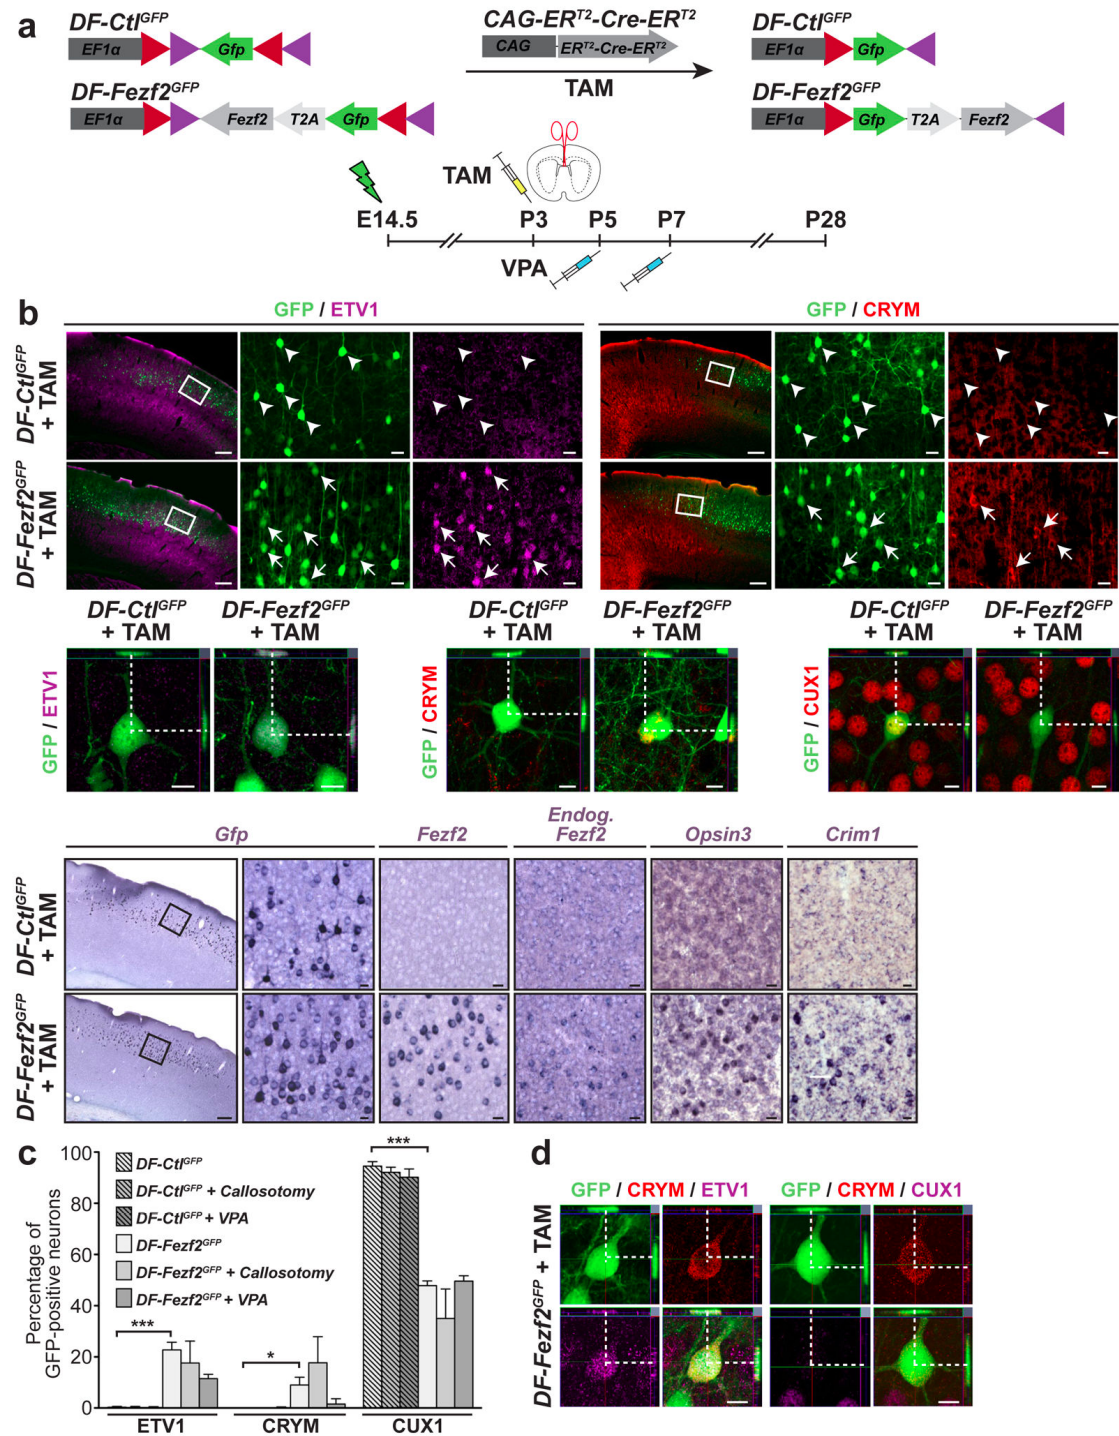 a
DF-Ctl^GFP
EF1α Gfp
DF-Fezf2^GFP
EF1α Fezf2 T2A Gfp
CAG-ER^T2-Cre-ER^T2
CAG ER^T2-Cre-ER^T2
TAM
DF-Ctl^GFP
EF1α Gfp
DF-Fezf2^GFP
EF1α Gfp T2A Fezf2
TAM
E14.5 P3 P5 P7 P28
VPA
b
GFP / ETV1
GFP / CRYM
DF-Ctl^GFP + TAM
DF-Fezf2^GFP + TAM
DF-Ctl^GFP + TAM
DF-Fezf2^GFP + TAM
DF-Ctl^GFP + TAM
DF-Fezf2^GFP + TAM
DF-Ctl^GFP + TAM
DF-Fezf2^GFP + TAM
GFP / ETV1
GFP / CRYM
GFP / CUX1
Gfp
Fezf2
Endog. Fezf2
Opsin3
Crim1
DF-Ctl^GFP + TAM
DF-Fezf2^GFP + TAM
c
Percentage of GFP-positive neurons
100
80
60
40
20
0
DF-Ctl^GFP
DF-Ctl^GFP + Callosotomy
DF-Ctl^GFP + VPA
DF-Fezf2^GFP
DF-Fezf2^GFP + Callosotomy
DF-Fezf2^GFP + VPA
***
*
***
ETV1 CRYM CUX1
d
GFP / CRYM / ETV1
GFP / CRYM / CUX1
DF-Fezf2^GFP + TAM